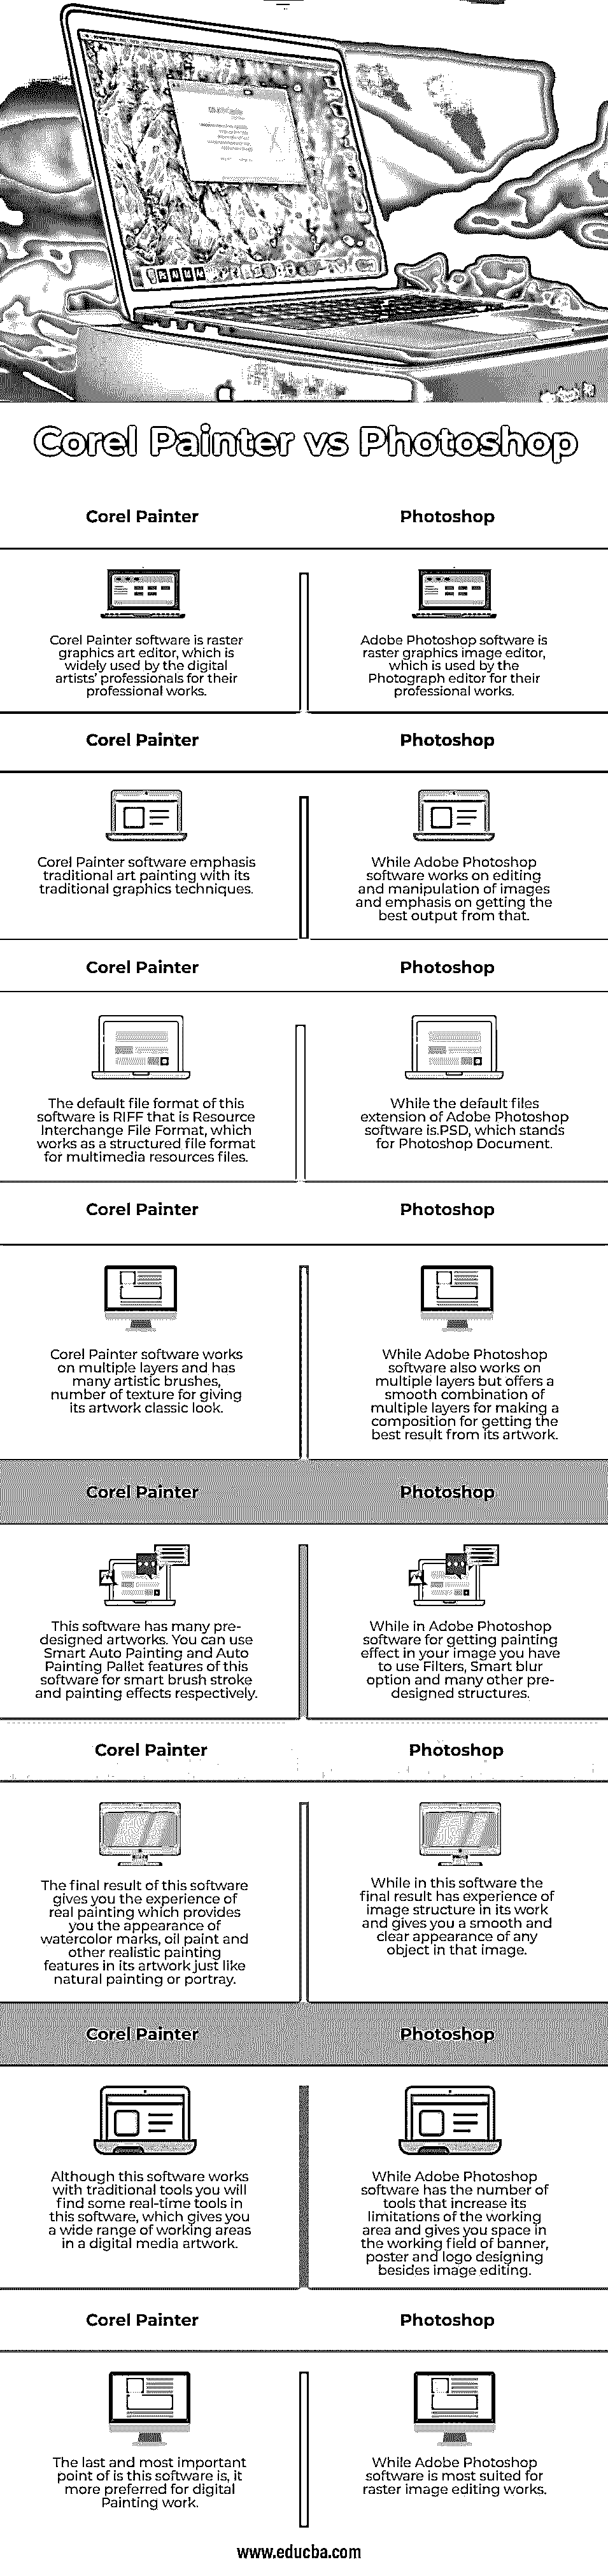 Corel Painter vs Photoshop
Corel Painter
Photoshop
Corel Painter software is raster
graphics art editor, which is
widely used by the digital
artists' professionals for their
professional works.
Adobe Photoshop software is
raster graphics image editor,
which is used by the
Photograph editor for their
professional works.
Corel Painter
Photoshop
Corel Painter software emphasis
traditional art painting with its
traditional graphics techniques.
While Adobe Photoshop
software works on editing
and manipulation of images
and emphasis on getting the
best output from that.
Corel Painter
Photoshop
The default file format of this
software is RIFF that is Resource
Interchange File Format, which
works as a structured file format
for multimedia resources files.
While the default files
extension of Adobe Photoshop
software is.PSD, which stands
for Photoshop Document.
Corel Painter
Photoshop
Corel Painter software works
on multiple layers and has
many artistic brushes,
number of texture for giving
its artwork classic look.
While Adobe Photoshop
software also works on
multiple layers but offers a
smooth combination of
multiple layers for making a
composition for getting the
best result from its artwork.
Corel Painter
Photoshop
This software has many pre-
designed artworks. You can use
Smart Auto Painting and Auto
Painting Pallet features of this
software for smart brush stroke
and painting effects respectively.
While in Adobe Photoshop
software for getting painting
effect in your image you have
to use Filters, Smart blur
option and many other pre-
designed structures.
Corel Painter
Photoshop
The final result of this software
gives you the experience of
real painting which provides
you the appearance of
watercolor marks, oil paint and
other realistic painting
features in its artwork just like
natural painting or portray.
While in this software the
final result has experience of
image structure in its work
and gives you a smooth and
clear appearance of any
object in that image.
Corel Painter
Photoshop
Although this software works
with traditional tools you will
find some real-time tools in
this software, which gives you
a wide range of working areas
in a digital media artwork.
While Adobe Photoshop
software has the number of
tools that increase its
limitations of the working
area and gives you space in
the working field of banner,
poster and logo designing
besides image editing.
Corel Painter
Photoshop
The last and most important
point of is this software is, it
more preferred for digital
Painting work.
While Adobe Photoshop
software is most suited for
raster image editing works.
www.educba.com